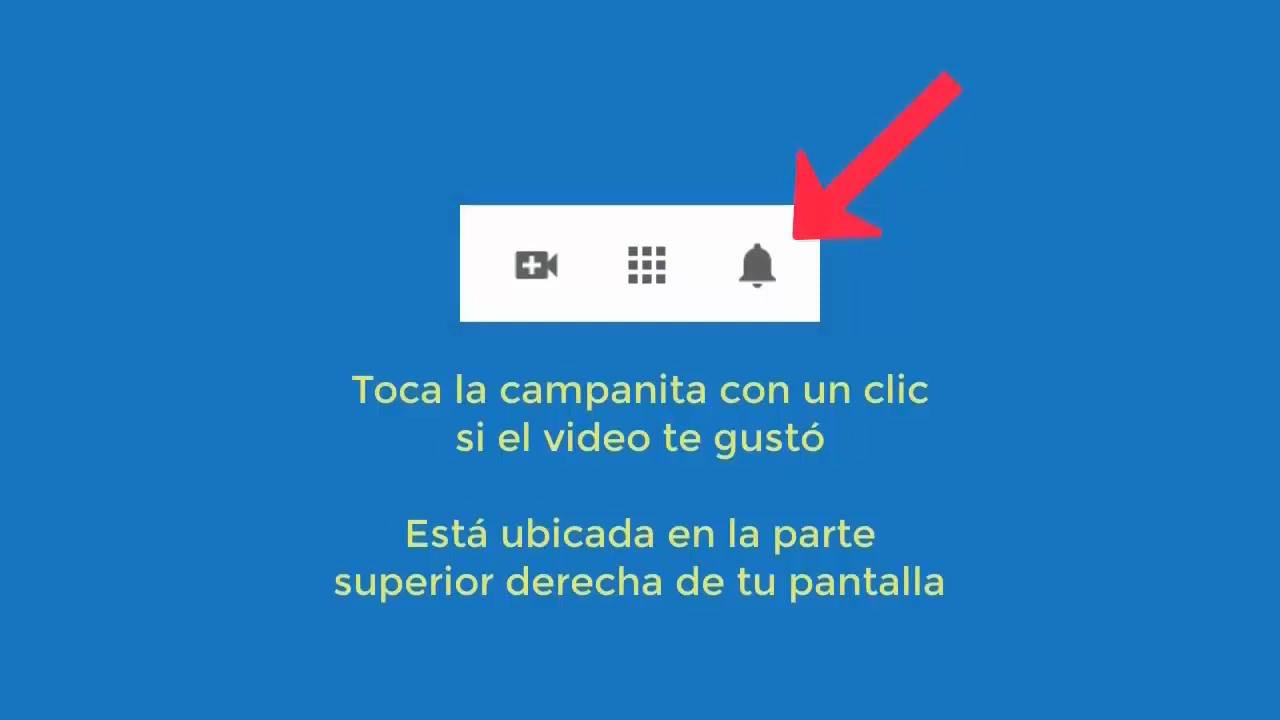 Toca la campanita con un clic
si el video te gustó
Está ubicada en la parte
superior derecha de tu pantalla